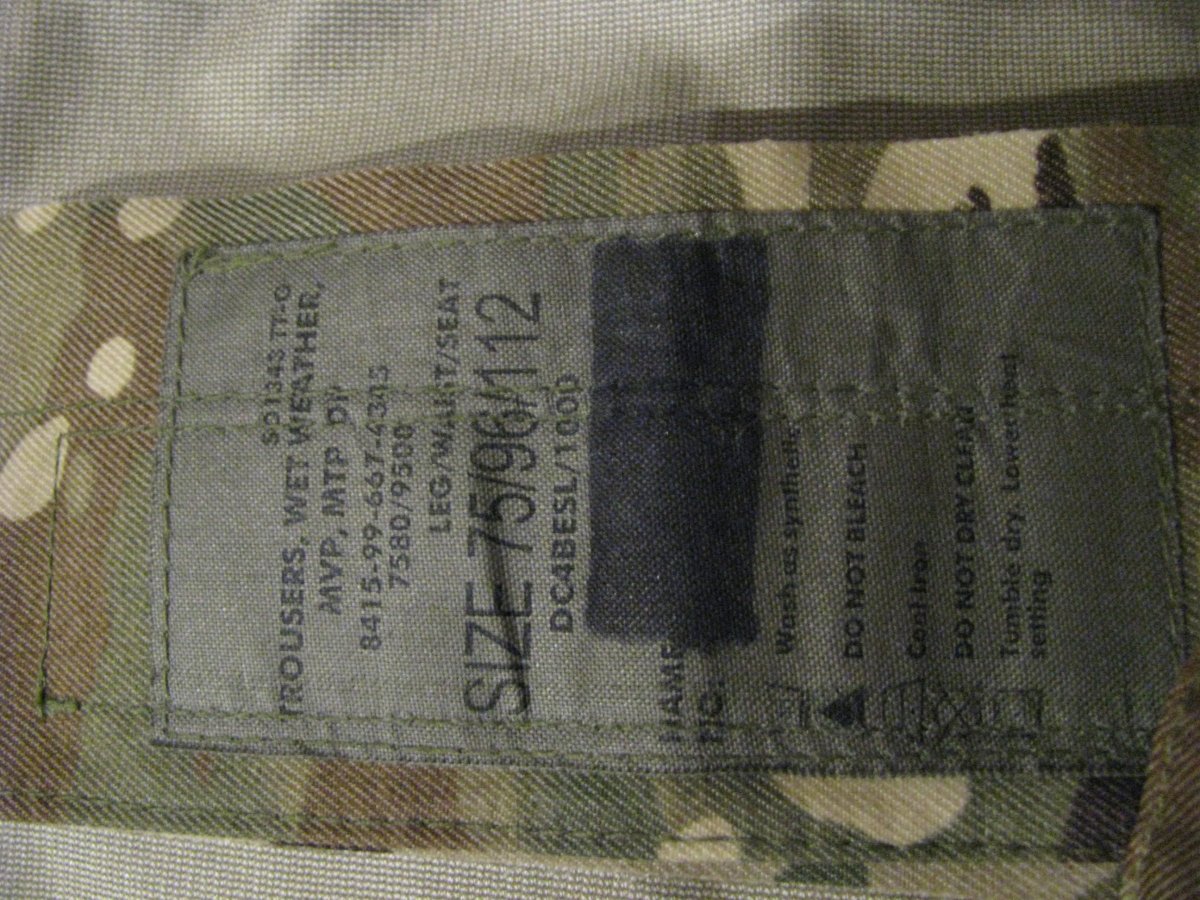 TROUSERS, WET WEATHER,
MVP, MTP DP
8415-99-667-4345
7580/9500
LEG/WAIST/SEAT
SIZE 75/96/112
DC4BESL/1000
NAME
NO:
Wash as synthetic
DO NOT BLEACH
Cool Iron
DO NOT DRY CLEAN
Tumble dry. Lower heat
setting